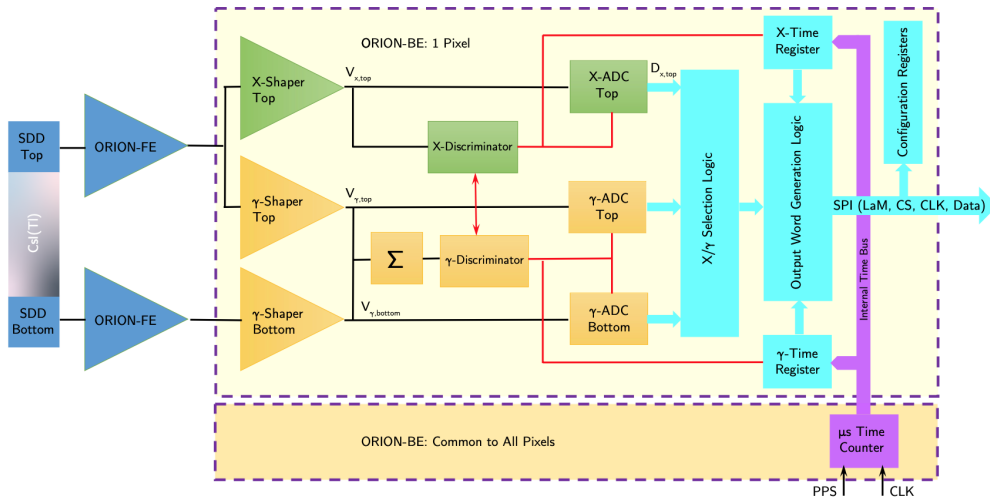 ORION-BE: 1 Pixel
X-Time
Register
Configuration Registers
X-Shaper
Top
V x,top
X-ADC
Top
D x,top
SDD
Top
ORION-FE
X-Discriminator
CsI(Tl)
γ-Shaper
Top
V γ,top
γ-ADC
Top
X/γ Selection Logic
Output Word Generation Logic
SPI (LaM, CS, CLK, Data)
Σ
γ-Discriminator
Internal Time Bus
SDD
Bottom
ORION-FE
γ-Shaper
Bottom
V γ,bottom
γ-ADC
Bottom
γ-Time
Register
ORION-BE: Common to All Pixels
μs Time
Counter
PPS
CLK